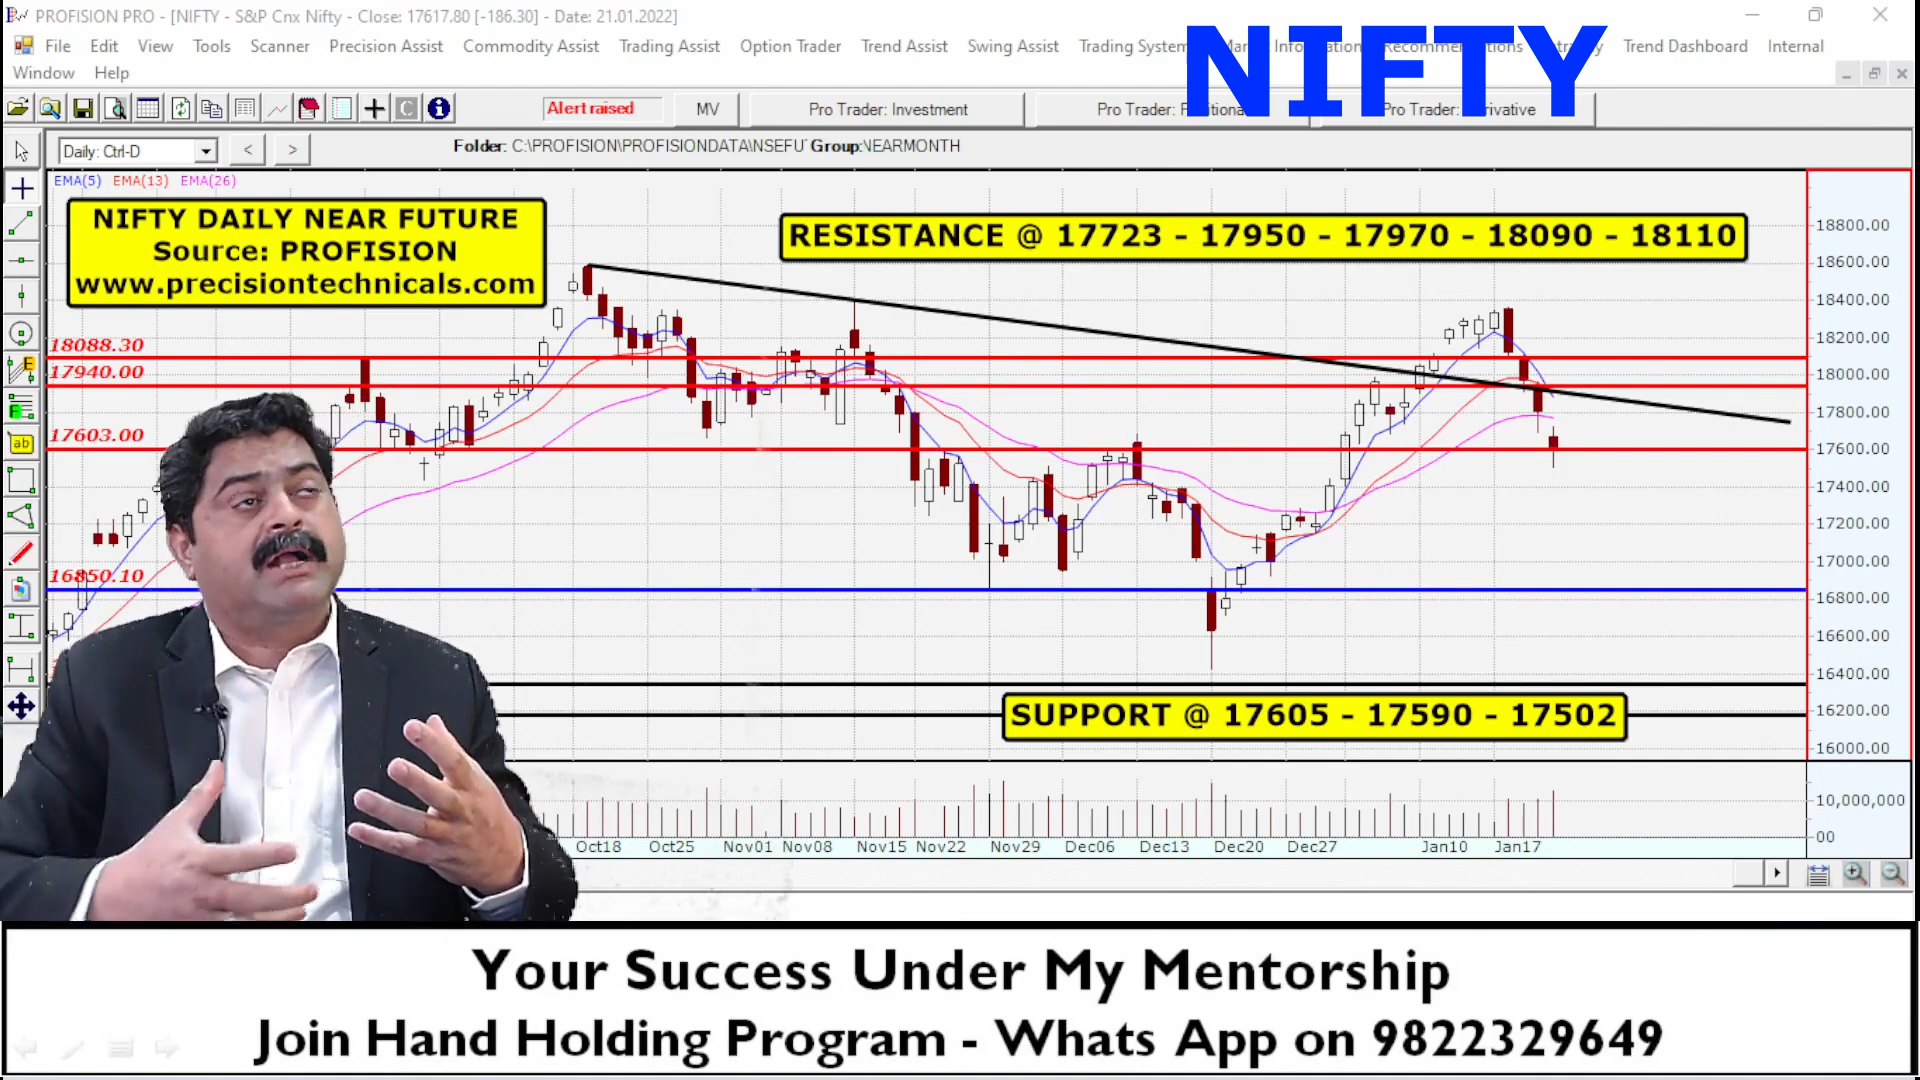 PROFISION PRO - [NIFTY - S&P Cnx Nifty - Close: 17617.80 [-186.30] - Date: 21.01.2022]
NIFTY
File Edit View Tools Scanner Precision Assist Commodity Assist Trading Assist Option Trader Trend Assist Swing Assist Trading System Information Trend Dashboard Internal
Window Help
Alert raised MV Pro Trader: Investment Pro Trader:
Daily: Ctrl-D < > Folder: C:\PROFISION\PROFISIONDATA\NSEFU Group:NEARMONTH
EMA(5) EMA(13) EMA(26)
NIFTY DAILY NEAR FUTURE
Source: PROFISION
www.precisiontechnicals.com
RESISTANCE @ 17723 - 17950 - 17970 - 18090 - 18110
18088.30
17940.00
17603.00
16850.10
18800.00
18600.00
18400.00
18200.00
18000.00
17800.00
17600.00
17400.00
17200.00
17000.00
16800.00
16600.00
16400.00
16200.00
16000.00
SUPPORT @ 17605 - 17590 - 17502
10,000,000
00
Oct18 Oct25 Nov01 Nov08 Nov15 Nov22 Nov29 Dec06 Dec13 Dec20 Dec27 Jan10 Jan17
Your Success Under My Mentorship
Join Hand Holding Program - Whats App on 9822329649